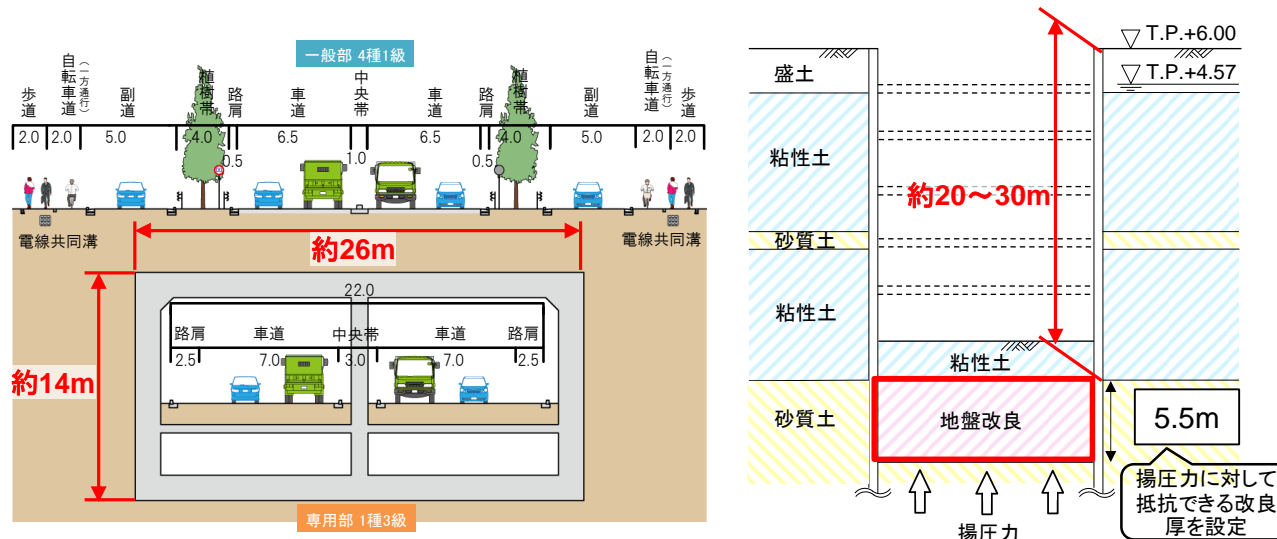 一般部 4種1級
歩道
自転車道
(一方通行)
副道
植樹帯
路肩
車道
中央帯
車道
路肩
植樹帯
副道
自転車道
(一方通行)
歩道
2.0 2.0 5.0 4.0 0.5 6.5 1.0 6.5 0.5 4.0 5.0 2.0 2.0
電線共同溝
電線共同溝
約26m
約14m
22.0
路肩 車道 中央帯 車道 路肩
2.5 7.0 3.0 7.0 2.5
専用部 1種3級
T.P.+6.00
T.P.+4.57
盛土
粘性土
砂質土
粘性土
砂質土
約20～30m
粘性土
地盤改良
5.5m
揚圧力に対して
抵抗できる改良
厚を設定
揚圧力